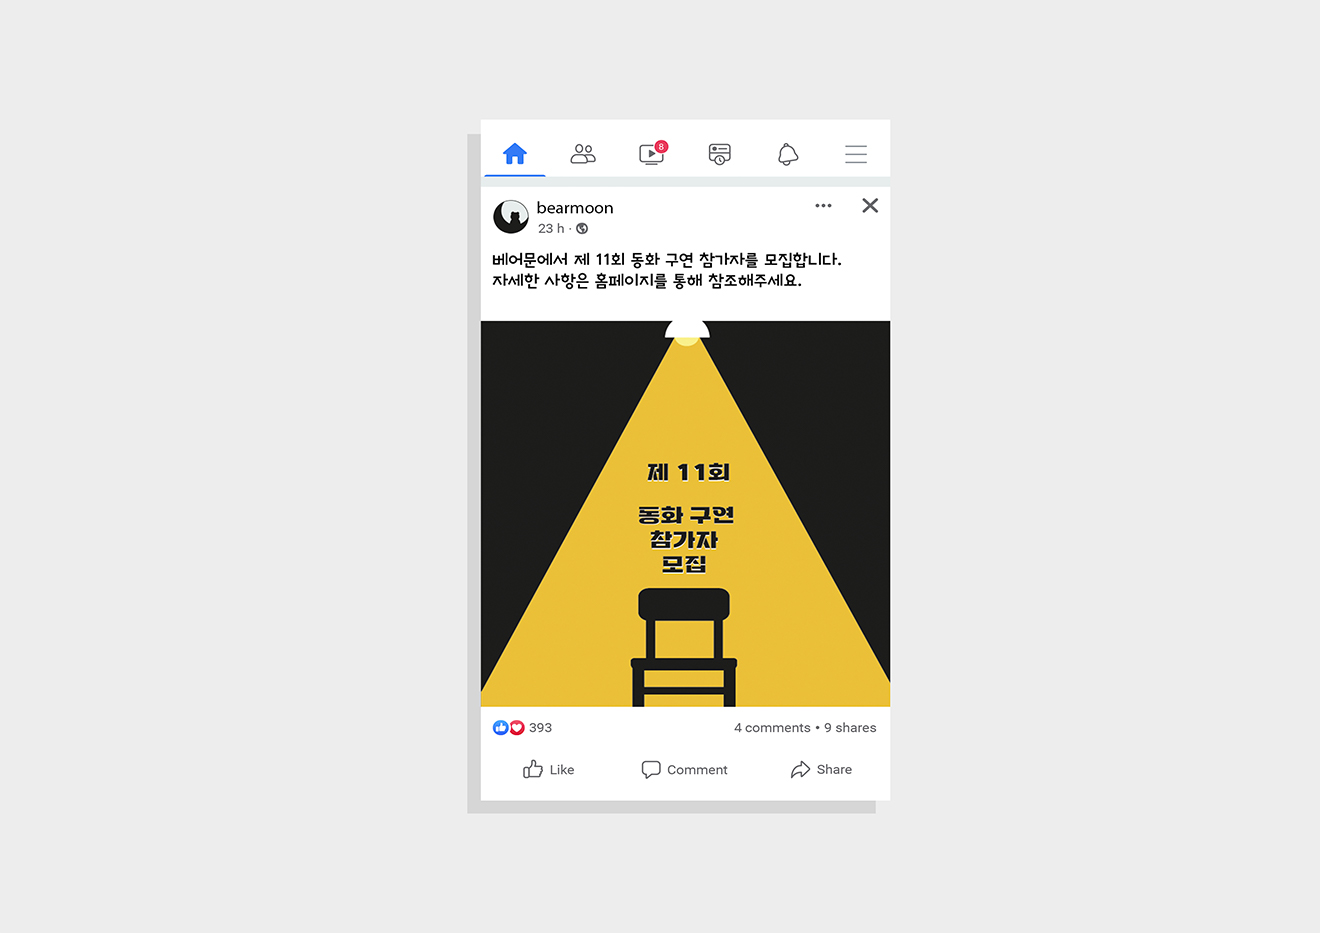 8
bearmoon
23 h ·
베어문에서 제 11회 동화 구연 참가자를 모집합니다.
자세한 사항은 홈페이지를 통해 참조해주세요.
제 11회
동화 구연
참가자
모집
393
4 comments • 9 shares
Like
Comment
Share